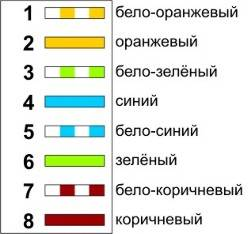 1 бело-оранжевый
2 оранжевый
3 бело-зелёный
4 синий
5 бело-синий
6 зелёный
7 бело-коричневый
8 коричневый